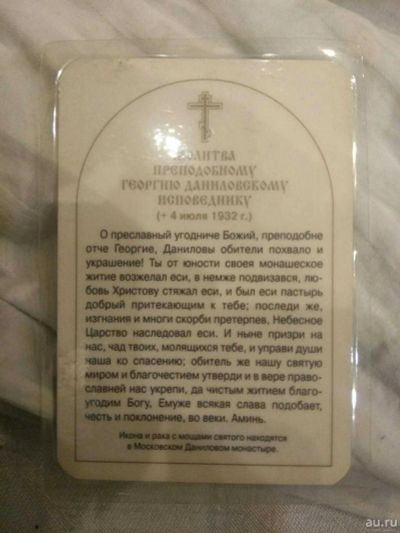 МОЛИТВА
ПРЕПОДОБНОМУ
ГЕОРГИЮ ДАНИЛОВСКОМУ
ИСПОВЕДНИКУ
(+ 4 июля 1932 г.)
О преславный угодниче Божий, преподобне
отче Георгие, Даниловы обители похвало и
украшение! Ты от юности своея монашеское
житие возжелал еси, в немже подвизався, лю-
бовь Христову стяжал еси, и был еси пастырь
добрый притекающим к тебе; последи же,
изгнания и многи скорби претерпев, Небесное
Царство наследовал еси. И ныне призри на
нас, чад твоих, молящихся тебе, и управи души
наша ко спасению; обитель же нашу святую
миром и благочестием утверди и в вере право-
славней нас укрепи, да чистым житием благо-
угодим Богу, Емуже всякая слава подобает,
честь и поклонение, во веки. Аминь.
Икона и рака с мощами святого находятся
в Московском Даниловом монастыре.
au.ru